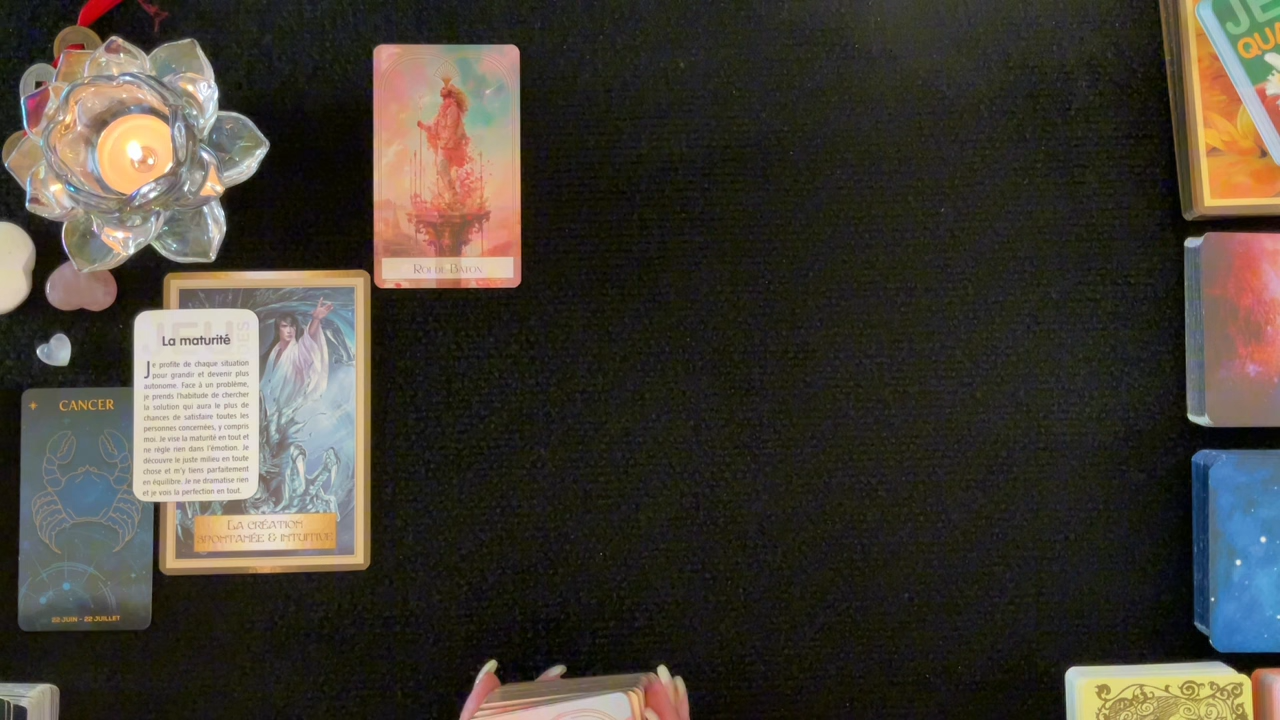 ROI DE BATON
JEU
La maturité
Je profite de chaque situation
pour grandir et devenir plus
autonome. Face à un problème,
je prends l'habitude de chercher
la solution qui aura le plus de
chances de satisfaire toutes les
personnes concernées, y compris
moi. Je vise la maturité en tout et
ne règle rien dans l'émotion. Je
découvre le juste milieu en toute
chose et m'y tiens parfaitement
en équilibre. Je ne dramatise rien
et je vois la perfection en tout.
CANCER
22 JUIN - 22 JUILLET
LA CRÉATION
SPONTANÉE & INTUITIVE
JE
QUA